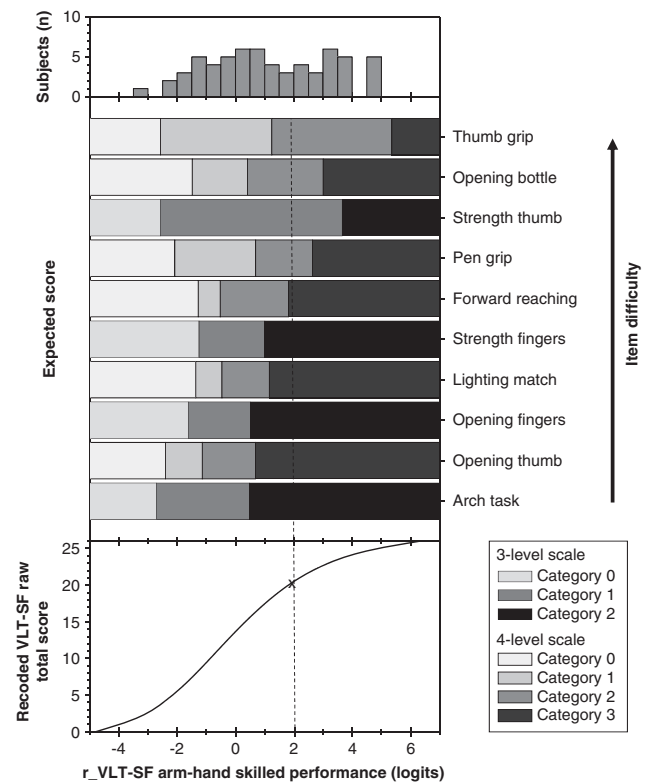 Subjects (n)
10
5
0
Expected score
Thumb grip
Opening bottle
Strength thumb
Pen grip
Forward reaching
Strength fingers
Lighting match
Opening fingers
Opening thumb
Arch task
Item difficulty
Recoded VLT-SF raw
total score
25
20
15
10
5
0
x
-4 -2 0 2 4 6
r_VLT-SF arm-hand skilled performance (logits)
3-level scale
Category 0
Category 1
Category 2
4-level scale
Category 0
Category 1
Category 2
Category 3